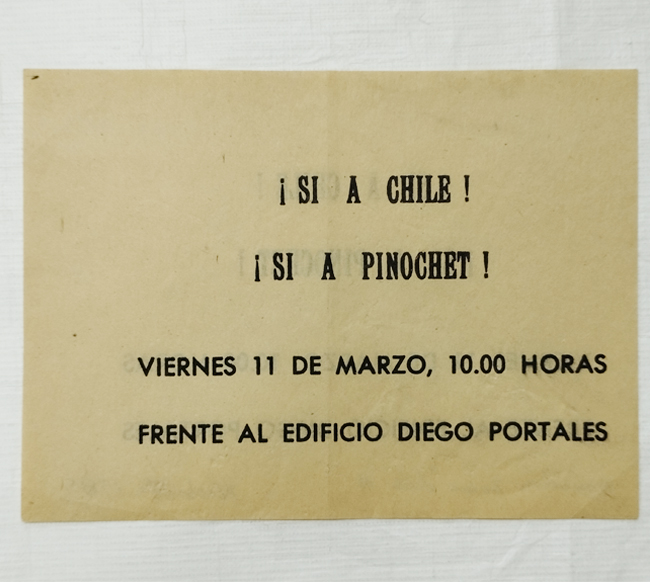 ¡ SI A CHILE !
¡ SI A PINOCHET !
VIERNES 11 DE MARZO, 10.00 HORAS
FRENTE AL EDIFICIO DIEGO PORTALES